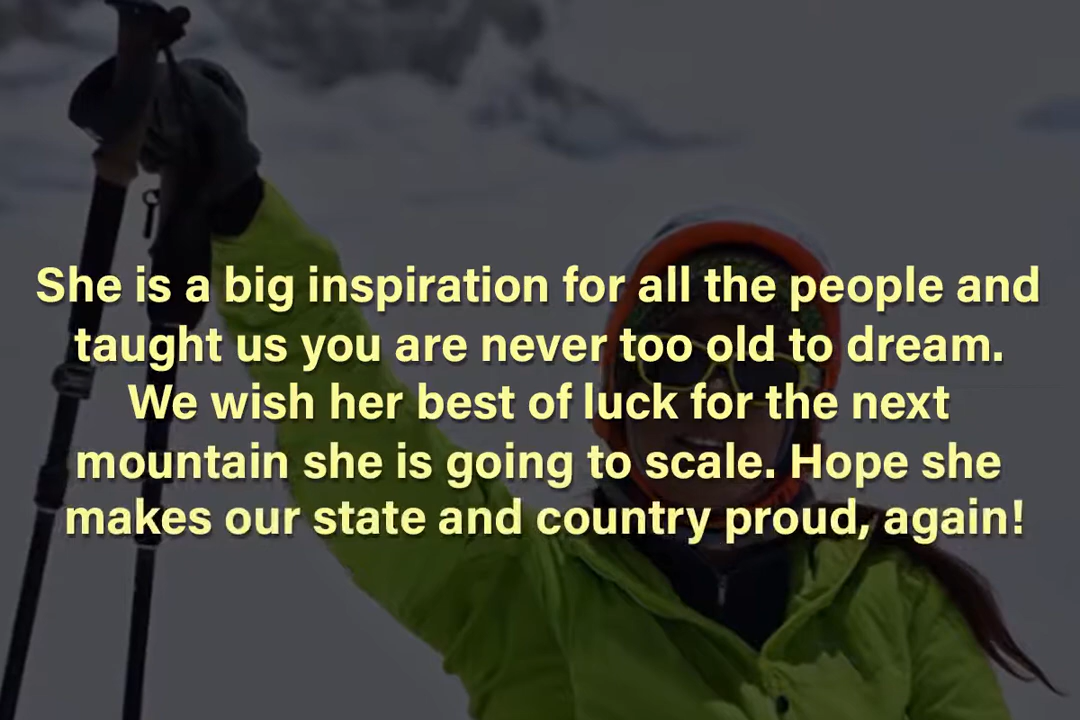 She is a big inspiration for all the people and
taught us you are never too old to dream.
We wish her best of luck for the next
mountain she is going to scale. Hope she
makes our state and country proud, again!